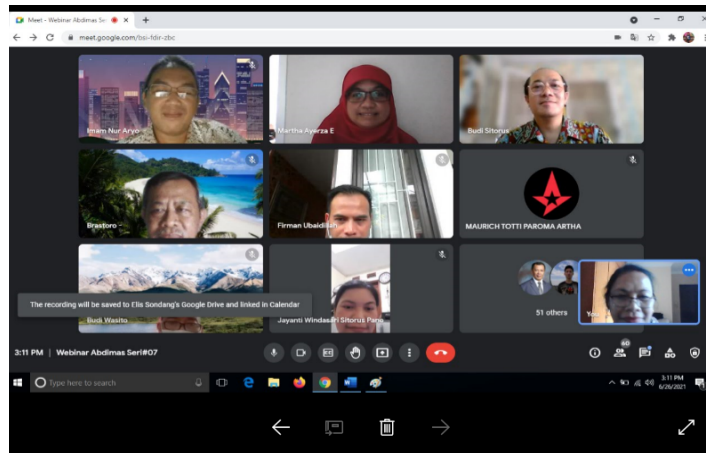 Meet - Webinar Abdimas Ser
meet.google.com/bsi-fdir-zbc
Imam Nur Aryo
Martha Ayerza E
Budi Sitorus
Brastoro -
Firman Ubaidillah
MAURICH TOTTI PAROMA ARTHA
The recording will be saved to Elis Sondang's Google Drive and linked in Calendar
Budi Wasito
Jayanti Windasari Sitorus Pane
51 others
You
3:11 PM | Webinar Abdimas Seri#07
60
Type here to search
3:11 PM
6/26/2021